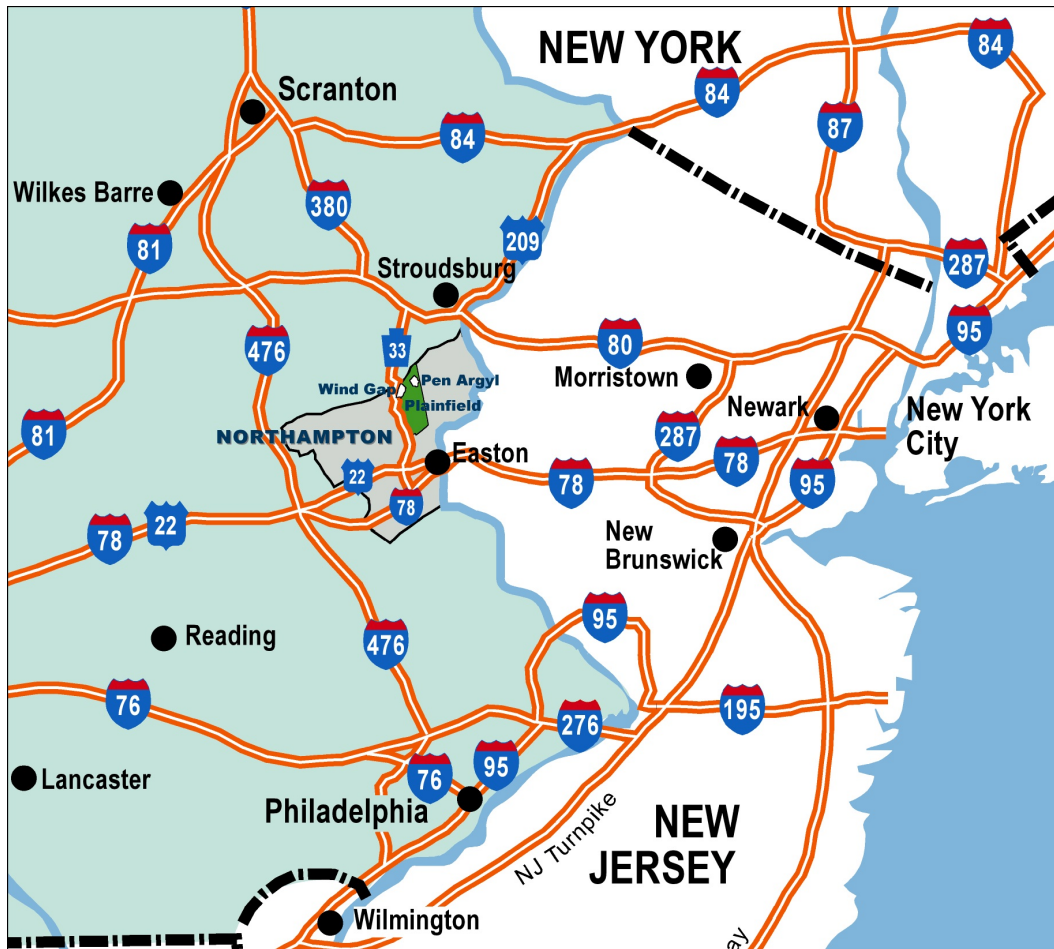 NEW YORK
84
84
Scranton
87
84
Wilkes Barre
380
81
209
287
Stroudsburg
95
476
33
80
Wind Gap
Pen Argyl
Morristown
Plainfield
Newark
New York
City
81
NORTHAMPTON
287
Easton
78
22
78
95
78
78
22
New
Brunswick
95
Reading
476
76
276
195
95
76
Lancaster
Philadelphia
NEW
JERSEY
NJ Turnpike
Wilmington
ay